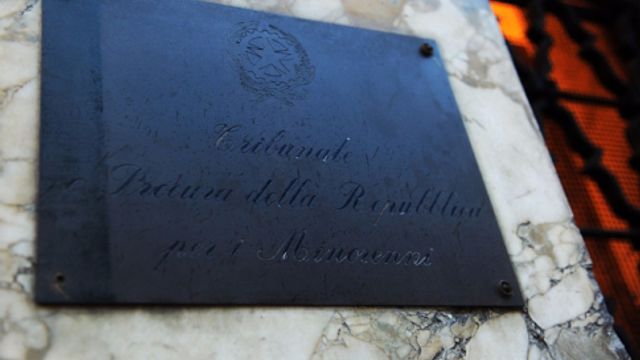 Tribunale
e Procura della Repubblica
per i Minorenni